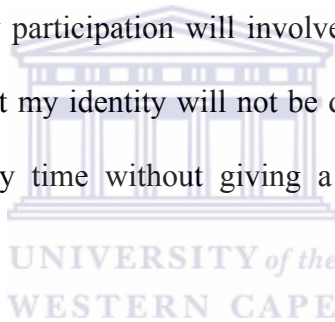 participation will involve
t my identity will not be
y time without giving a
UNIVERSITY of the
WESTERN CAPE